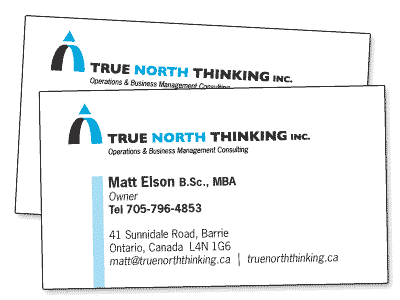 TRUE NORTH THINKING INC.
Operations & Business Management Consulting
TRUE NORTH THINKING INC.
Operations & Business Management Consulting
Matt Elson B.Sc., MBA
Owner
Tel 705-796-4853
41 Sunnidale Road, Barrie
Ontario, Canada L4N 1G6
matt@truenorththinking.ca | truenorththinking.ca